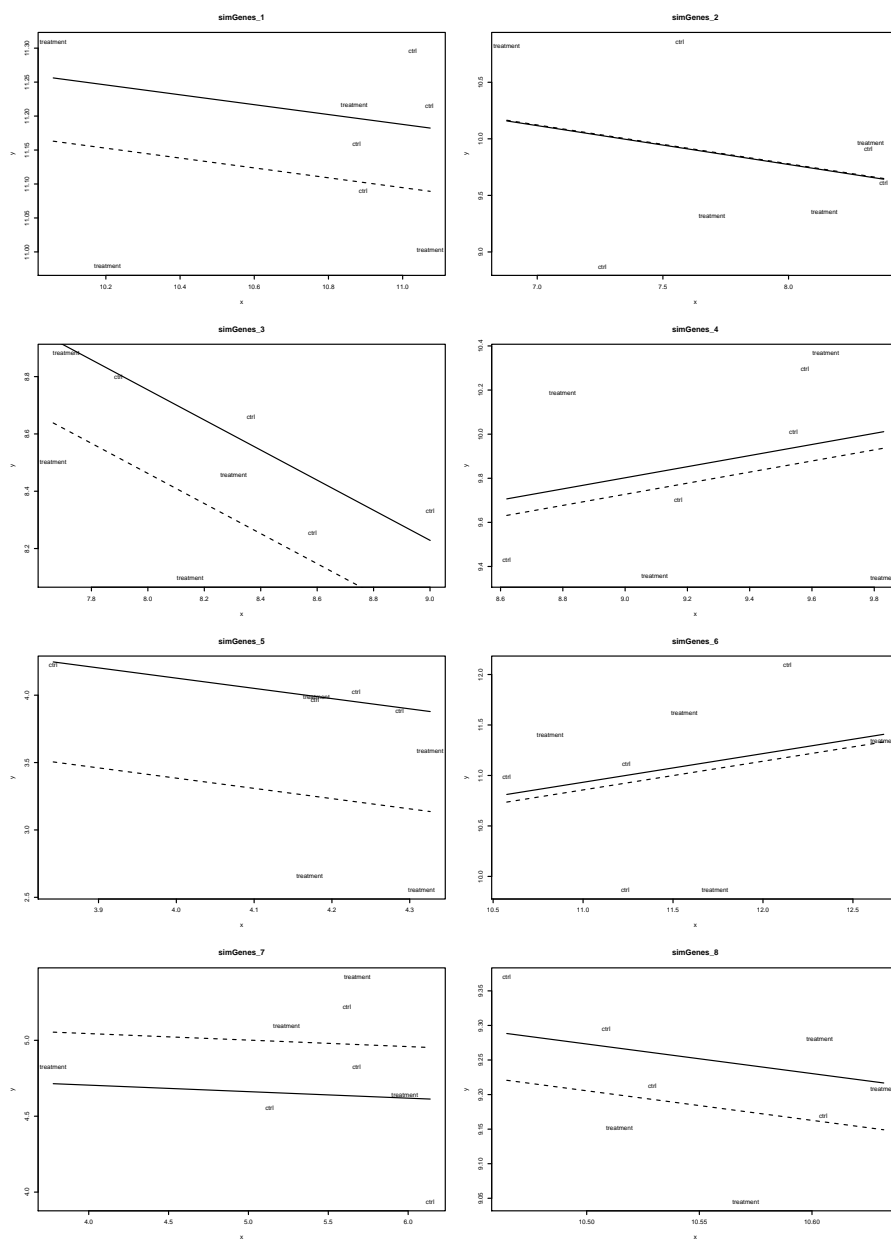 simGenes_1
treatment
ctrl
treatment
ctrl
ctrl
ctrl
treatment
treatment
11.00 11.05 11.10 11.15 11.20 11.25 11.30
y
10.2 10.4 10.6 10.8 11.0
x
simGenes_2
treatment
ctrl
treatment
ctrl
ctrl
treatment
treatment
ctrl
9.0 9.5 10.0 10.5
y
7.0 7.5 8.0
x
simGenes_3
treatment
ctrl
ctrl
treatment
treatment
ctrl
ctrl
treatment
8.2 8.4 8.6 8.8
y
7.8 8.0 8.2 8.4 8.6 8.8 9.0
x
simGenes_4
treatment
ctrl
treatment
ctrl
ctrl
ctrl
treatment
treatmen
9.4 9.6 9.8 10.0 10.2 10.4
y
8.6 8.8 9.0 9.2 9.4 9.6 9.8
x
simGenes_5
ctrl
treatment
ctrl
ctrl
ctrl
treatment
treatment
treatment
2.5 3.0 3.5 4.0
y
3.9 4.0 4.1 4.2 4.3
x
simGenes_6
ctrl
treatment
treatment
treatme
ctrl
ctrl
ctrl
treatment
10.0 10.5 11.0 11.5 12.0
y
10.5 11.0 11.5 12.0 12.5
x
simGenes_7
treatment
ctrl
treatment
treatment
ctrl
treatment
ctrl
ctrl
4.0 4.5 5.0
y
4.0 4.5 5.0 5.5 6.0
x
simGenes_8
ctrl
ctrl
treatment
ctrl
treatmen
ctrl
treatment
treatment
9.05 9.10 9.15 9.20 9.25 9.30 9.35
y
10.50 10.55 10.60
x